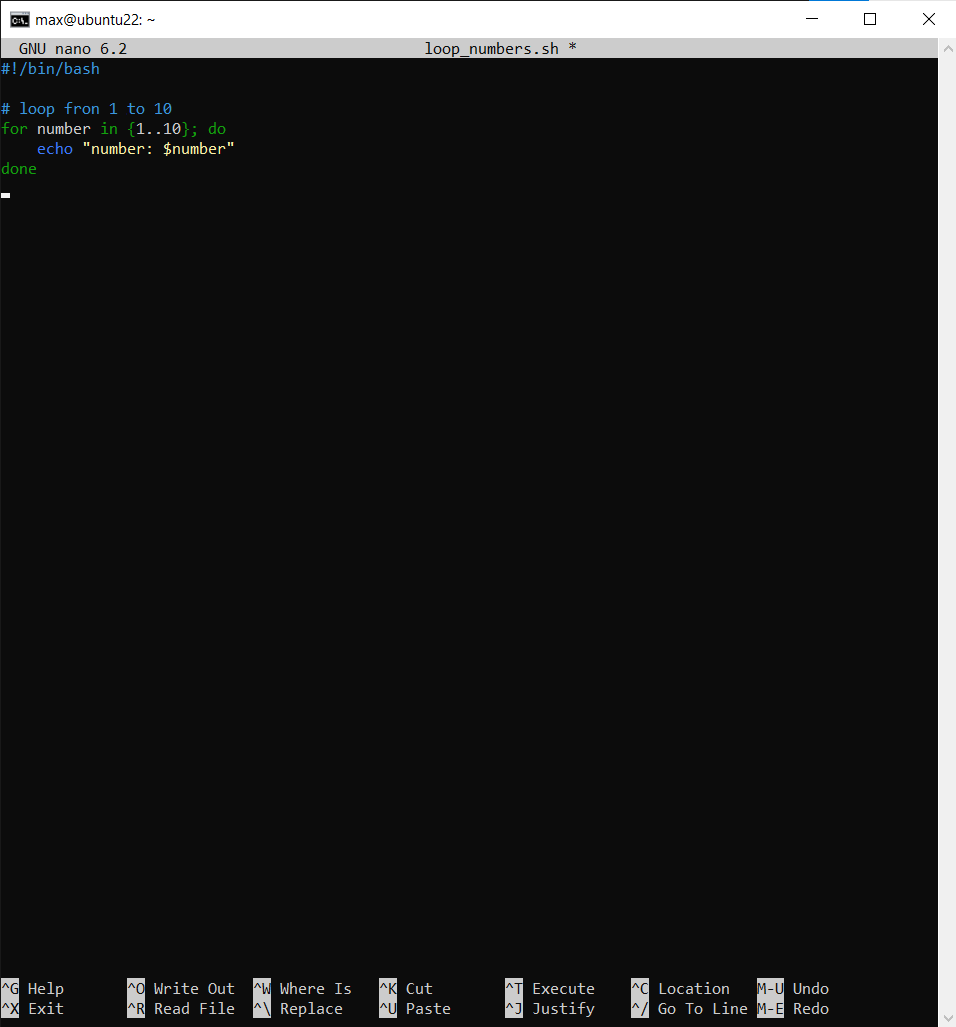 max@ubuntu22: ~
GNU nano 6.2 loop_numbers.sh *
#!/bin/bash
# loop fron 1 to 10
for number in {1..10}; do
    echo "number: $number"
done
^G Help ^O Write Out ^W Where Is ^K Cut ^T Execute ^C Location M-U Undo
^X Exit ^R Read File ^\ Replace ^U Paste ^J Justify ^/ Go To Line M-E Redo